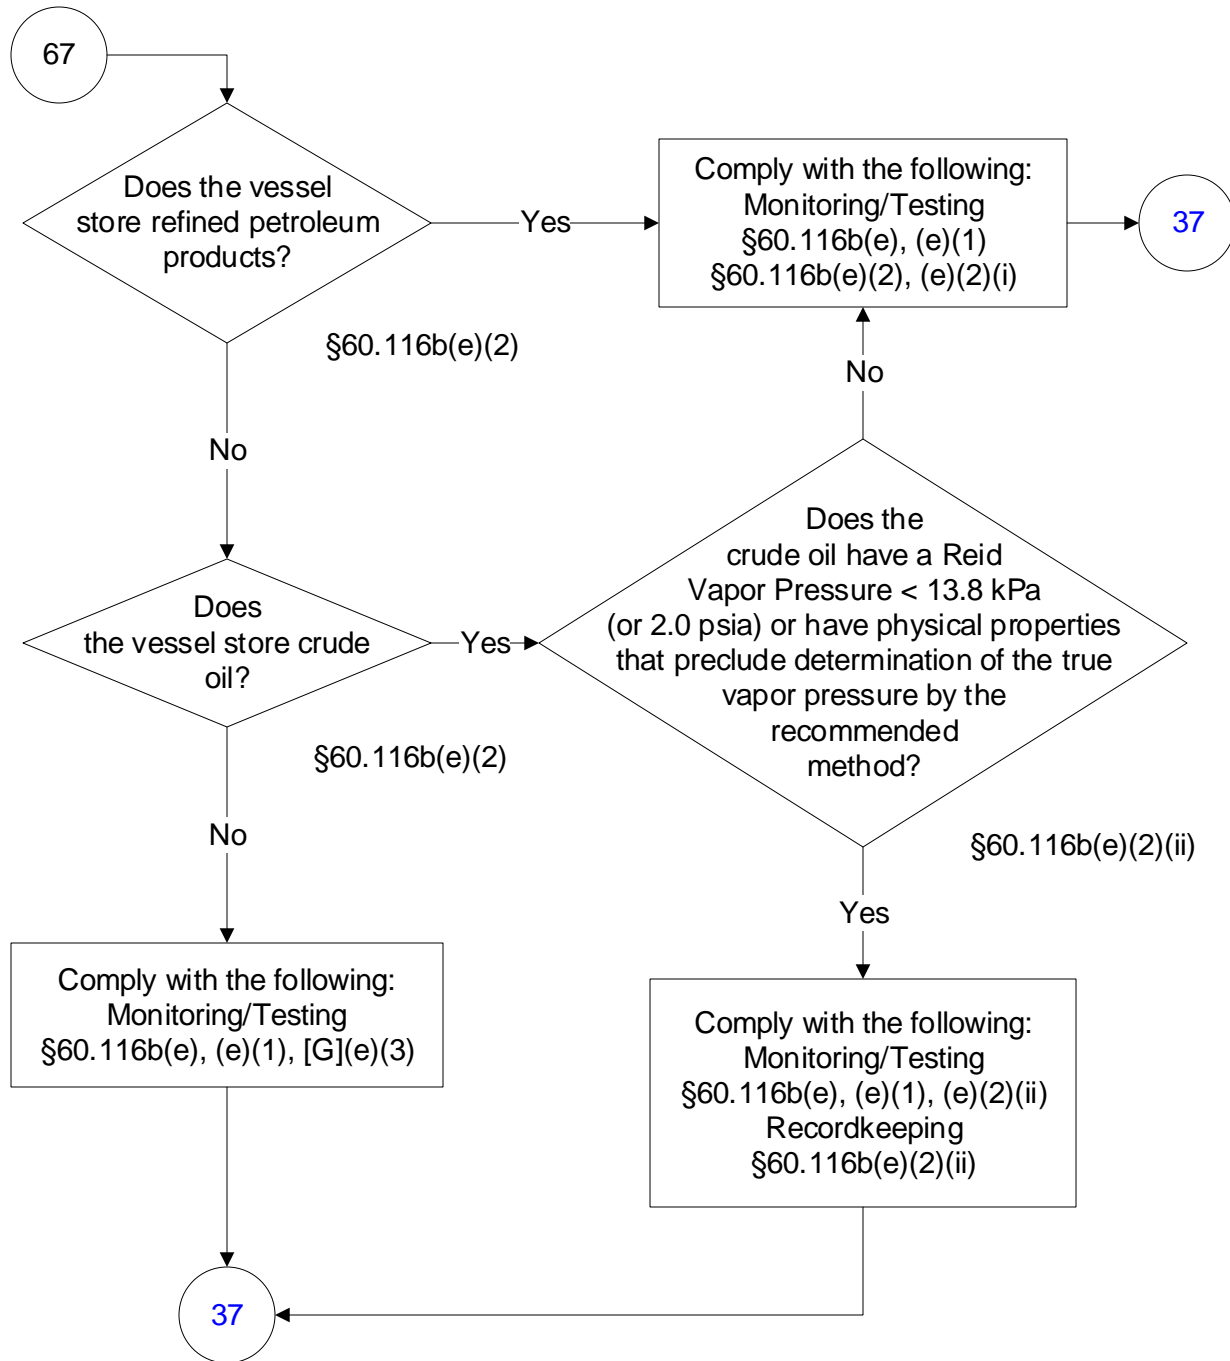 67
Does the vessel
store refined petroleum
products?
Yes
Comply with the following:
Monitoring/Testing
§60.116b(e), (e)(1)
§60.116b(e)(2), (e)(2)(i)
37
§60.116b(e)(2)
No
No
Does
the vessel store crude
oil?
Yes
Does the
crude oil have a Reid
Vapor Pressure < 13.8 kPa
(or 2.0 psia) or have physical properties
that preclude determination of the true
vapor pressure by the
recommended
method?
§60.116b(e)(2)
No
§60.116b(e)(2)(ii)
Yes
Comply with the following:
Monitoring/Testing
§60.116b(e), (e)(1), [G](e)(3)
Comply with the following:
Monitoring/Testing
§60.116b(e), (e)(1), (e)(2)(ii)
Recordkeeping
§60.116b(e)(2)(ii)
37